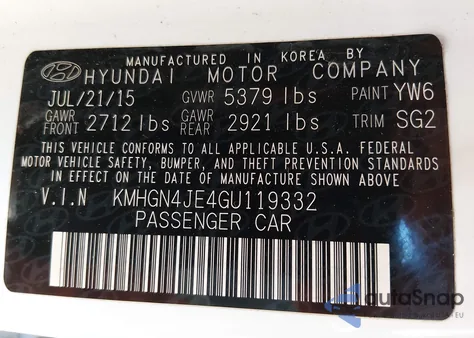 MANUFACTURED IN KOREA BY
HYUNDAI MOTOR COMPANY
JUL/21/15 GVWR 5379 lbs PAINT YW6
GAWR FRONT 2712 lbs GAWR REAR 2921 lbs TRIM SG2
THIS VEHICLE CONFORMS TO ALL APPLICABLE U.S.A. FEDERAL
MOTOR VEHICLE SAFETY, BUMPER, AND THEFT PREVENTION STANDARDS
IN EFFECT ON THE DATE OF MANUFACTURE SHOWN ABOVE.
V.I.N KMHGN4JE4GU119332
PASSENGER CAR
autoSnap